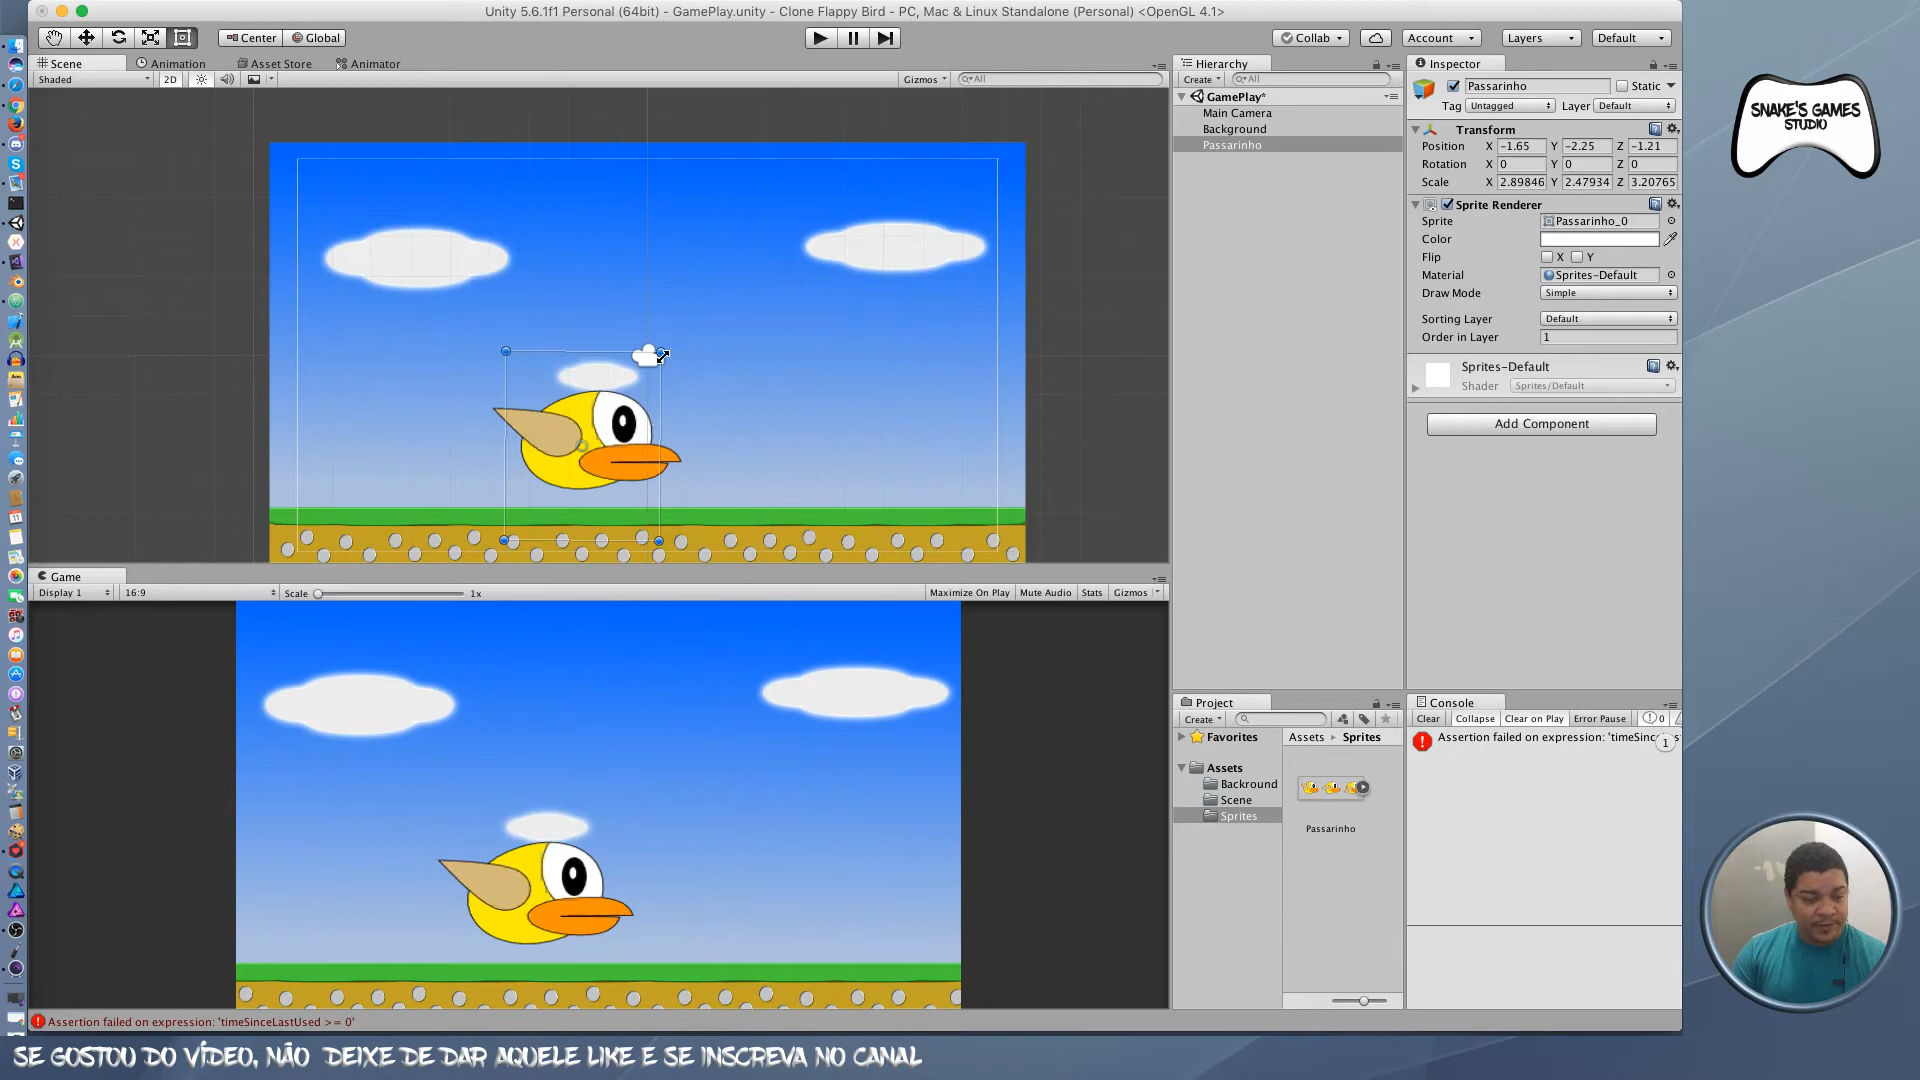 Unity 5.6.1f1 Personal (64bit) - GamePlay.unity - Clone Flappy Bird - PC, Mac & Linux Standalone (Personal) <OpenGL 4.1>
Center Global
Collab Account Layers Default
Scene Animation Asset Store Animator
Shaded 2D Gizmos All
Hierarchy
Create All
GamePlay*
Main Camera
Background
Passarinho
Inspector
Passarinho Static
Tag Untagged Layer Default
Transform
Position X -1.65 Y -2.25 Z -1.21
Rotation X 0 Y 0 Z 0
Scale X 2.89846 Y 2.47934 Z 3.20765
Sprite Renderer
Sprite Passarinho_0
Color
Flip X Y
Material Sprites-Default
Draw Mode Simple
Sorting Layer Default
Order in Layer 1
Sprites-Default
Shader Sprites/Default
Add Component
Game
Display 1 16:9 Scale 1x Maximize On Play Mute Audio Stats Gizmos
Project
Create
Favorites
Assets
Backround
Scene
Sprites
Assets Sprites
Passarinho
Console
Clear Collapse Clear on Play Error Pause 0
Assertion failed on expression: 'timeSince
1
Assertion failed on expression: 'timeSinceLastUsed >= 0'
SNAKE'S GAMES
STUDIO
SE GOSTOU DO VÍDEO, NÃO DEIXE DE DAR AQUELE LIKE E SE INSCREVA NO CANAL